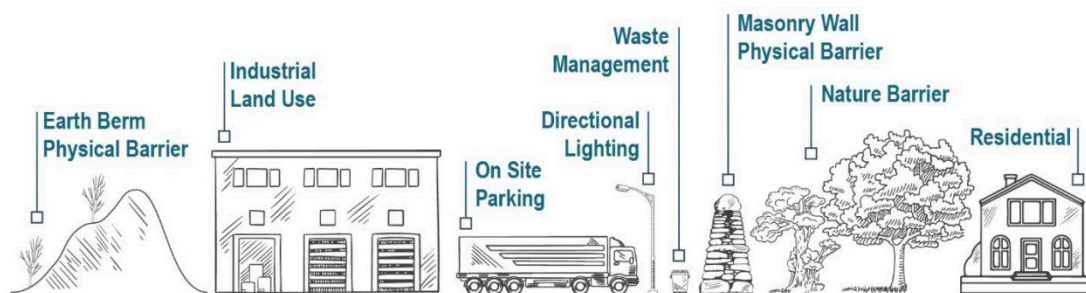 Earth Berm
Physical Barrier
Industrial
Land Use
On Site
Parking
Directional
Lighting
Waste
Management
Masonry Wall
Physical Barrier
Nature Barrier
Residential